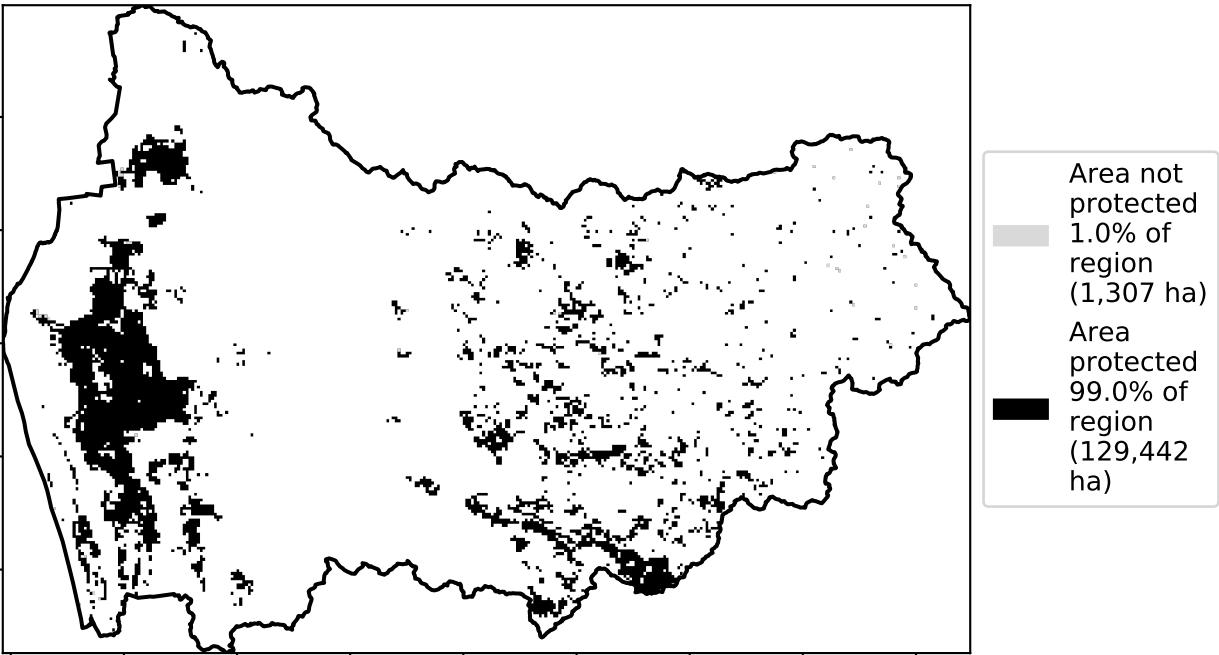 Area not
protected
1.0% of
region
(1,307 ha)
Area
protected
99.0% of
region
(129,442
ha)